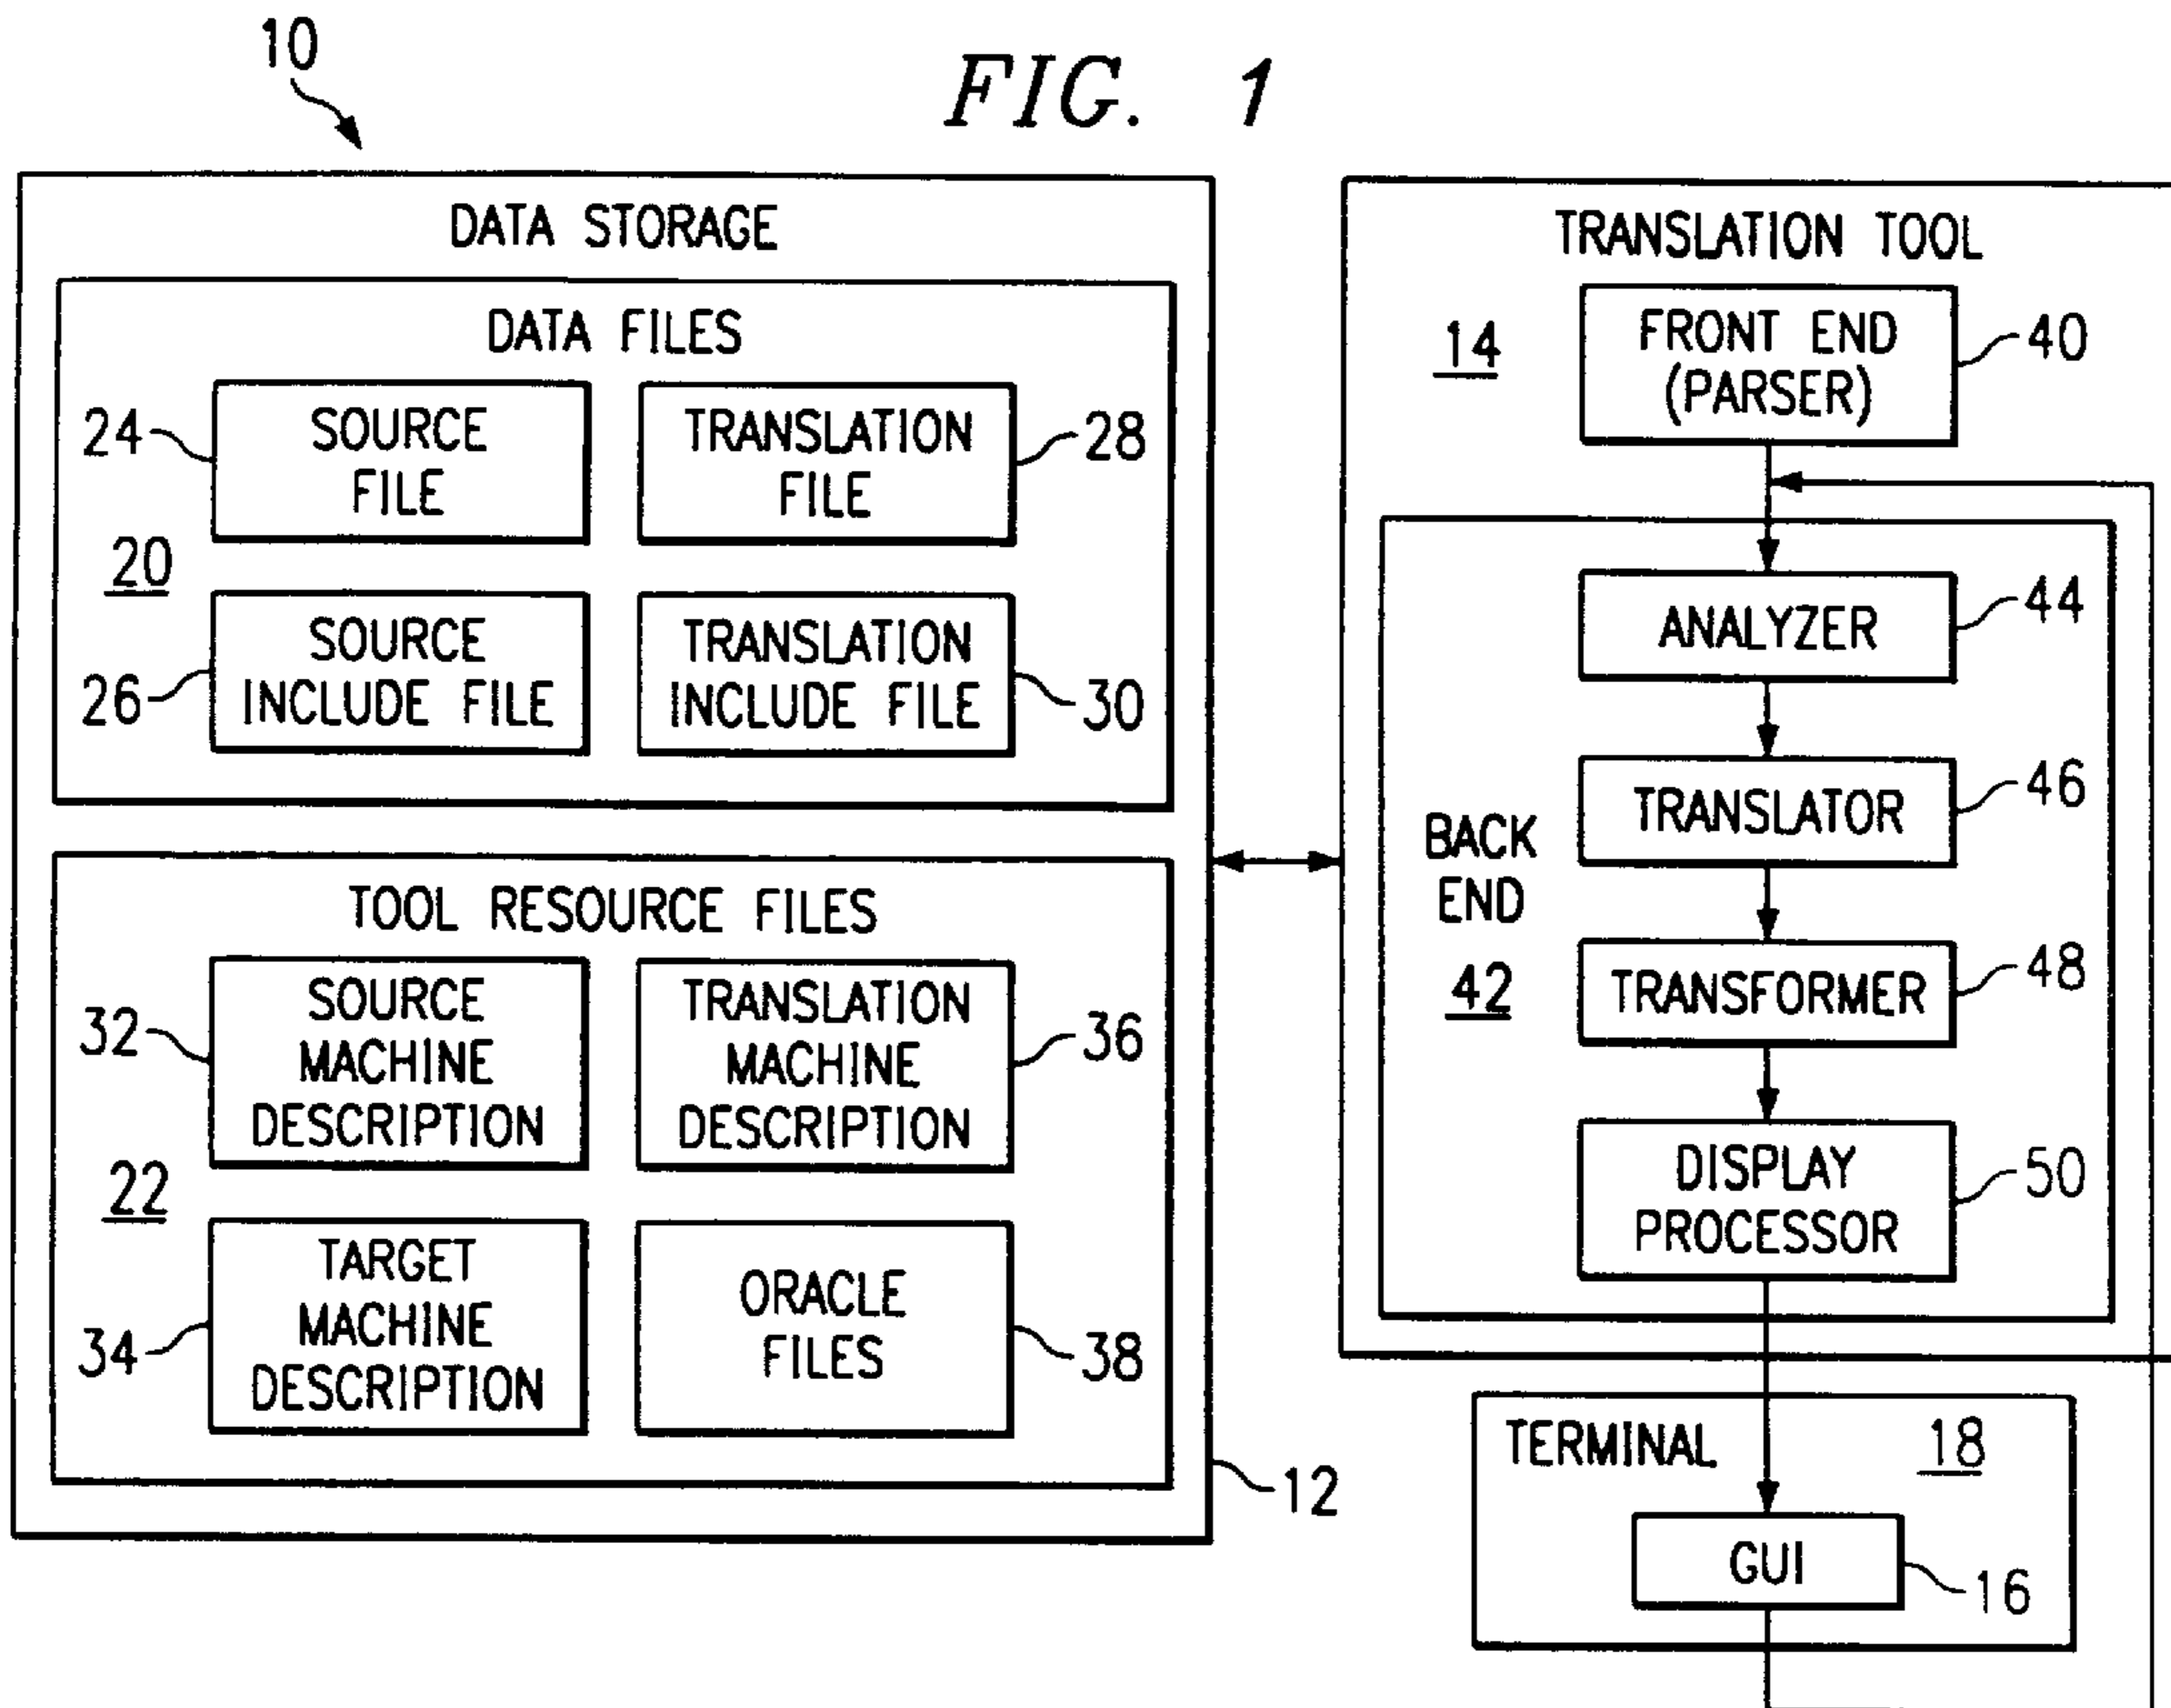 10
FIG. 1
DATA STORAGE
DATA FILES
24
SOURCE
FILE
TRANSLATION
FILE
28
20
26
SOURCE
INCLUDE FILE
TRANSLATION
INCLUDE FILE
30
TOOL RESOURCE FILES
32
SOURCE
MACHINE
DESCRIPTION
TRANSLATION
MACHINE
DESCRIPTION
36
22
34
TARGET
MACHINE
DESCRIPTION
ORACLE
FILES
38
12
TRANSLATION TOOL
14
FRONT END
(PARSER)
40
ANALYZER
44
TRANSLATOR
46
BACK
END
42
TRANSFORMER
48
DISPLAY
PROCESSOR
50
TERMINAL
18
GUI
16